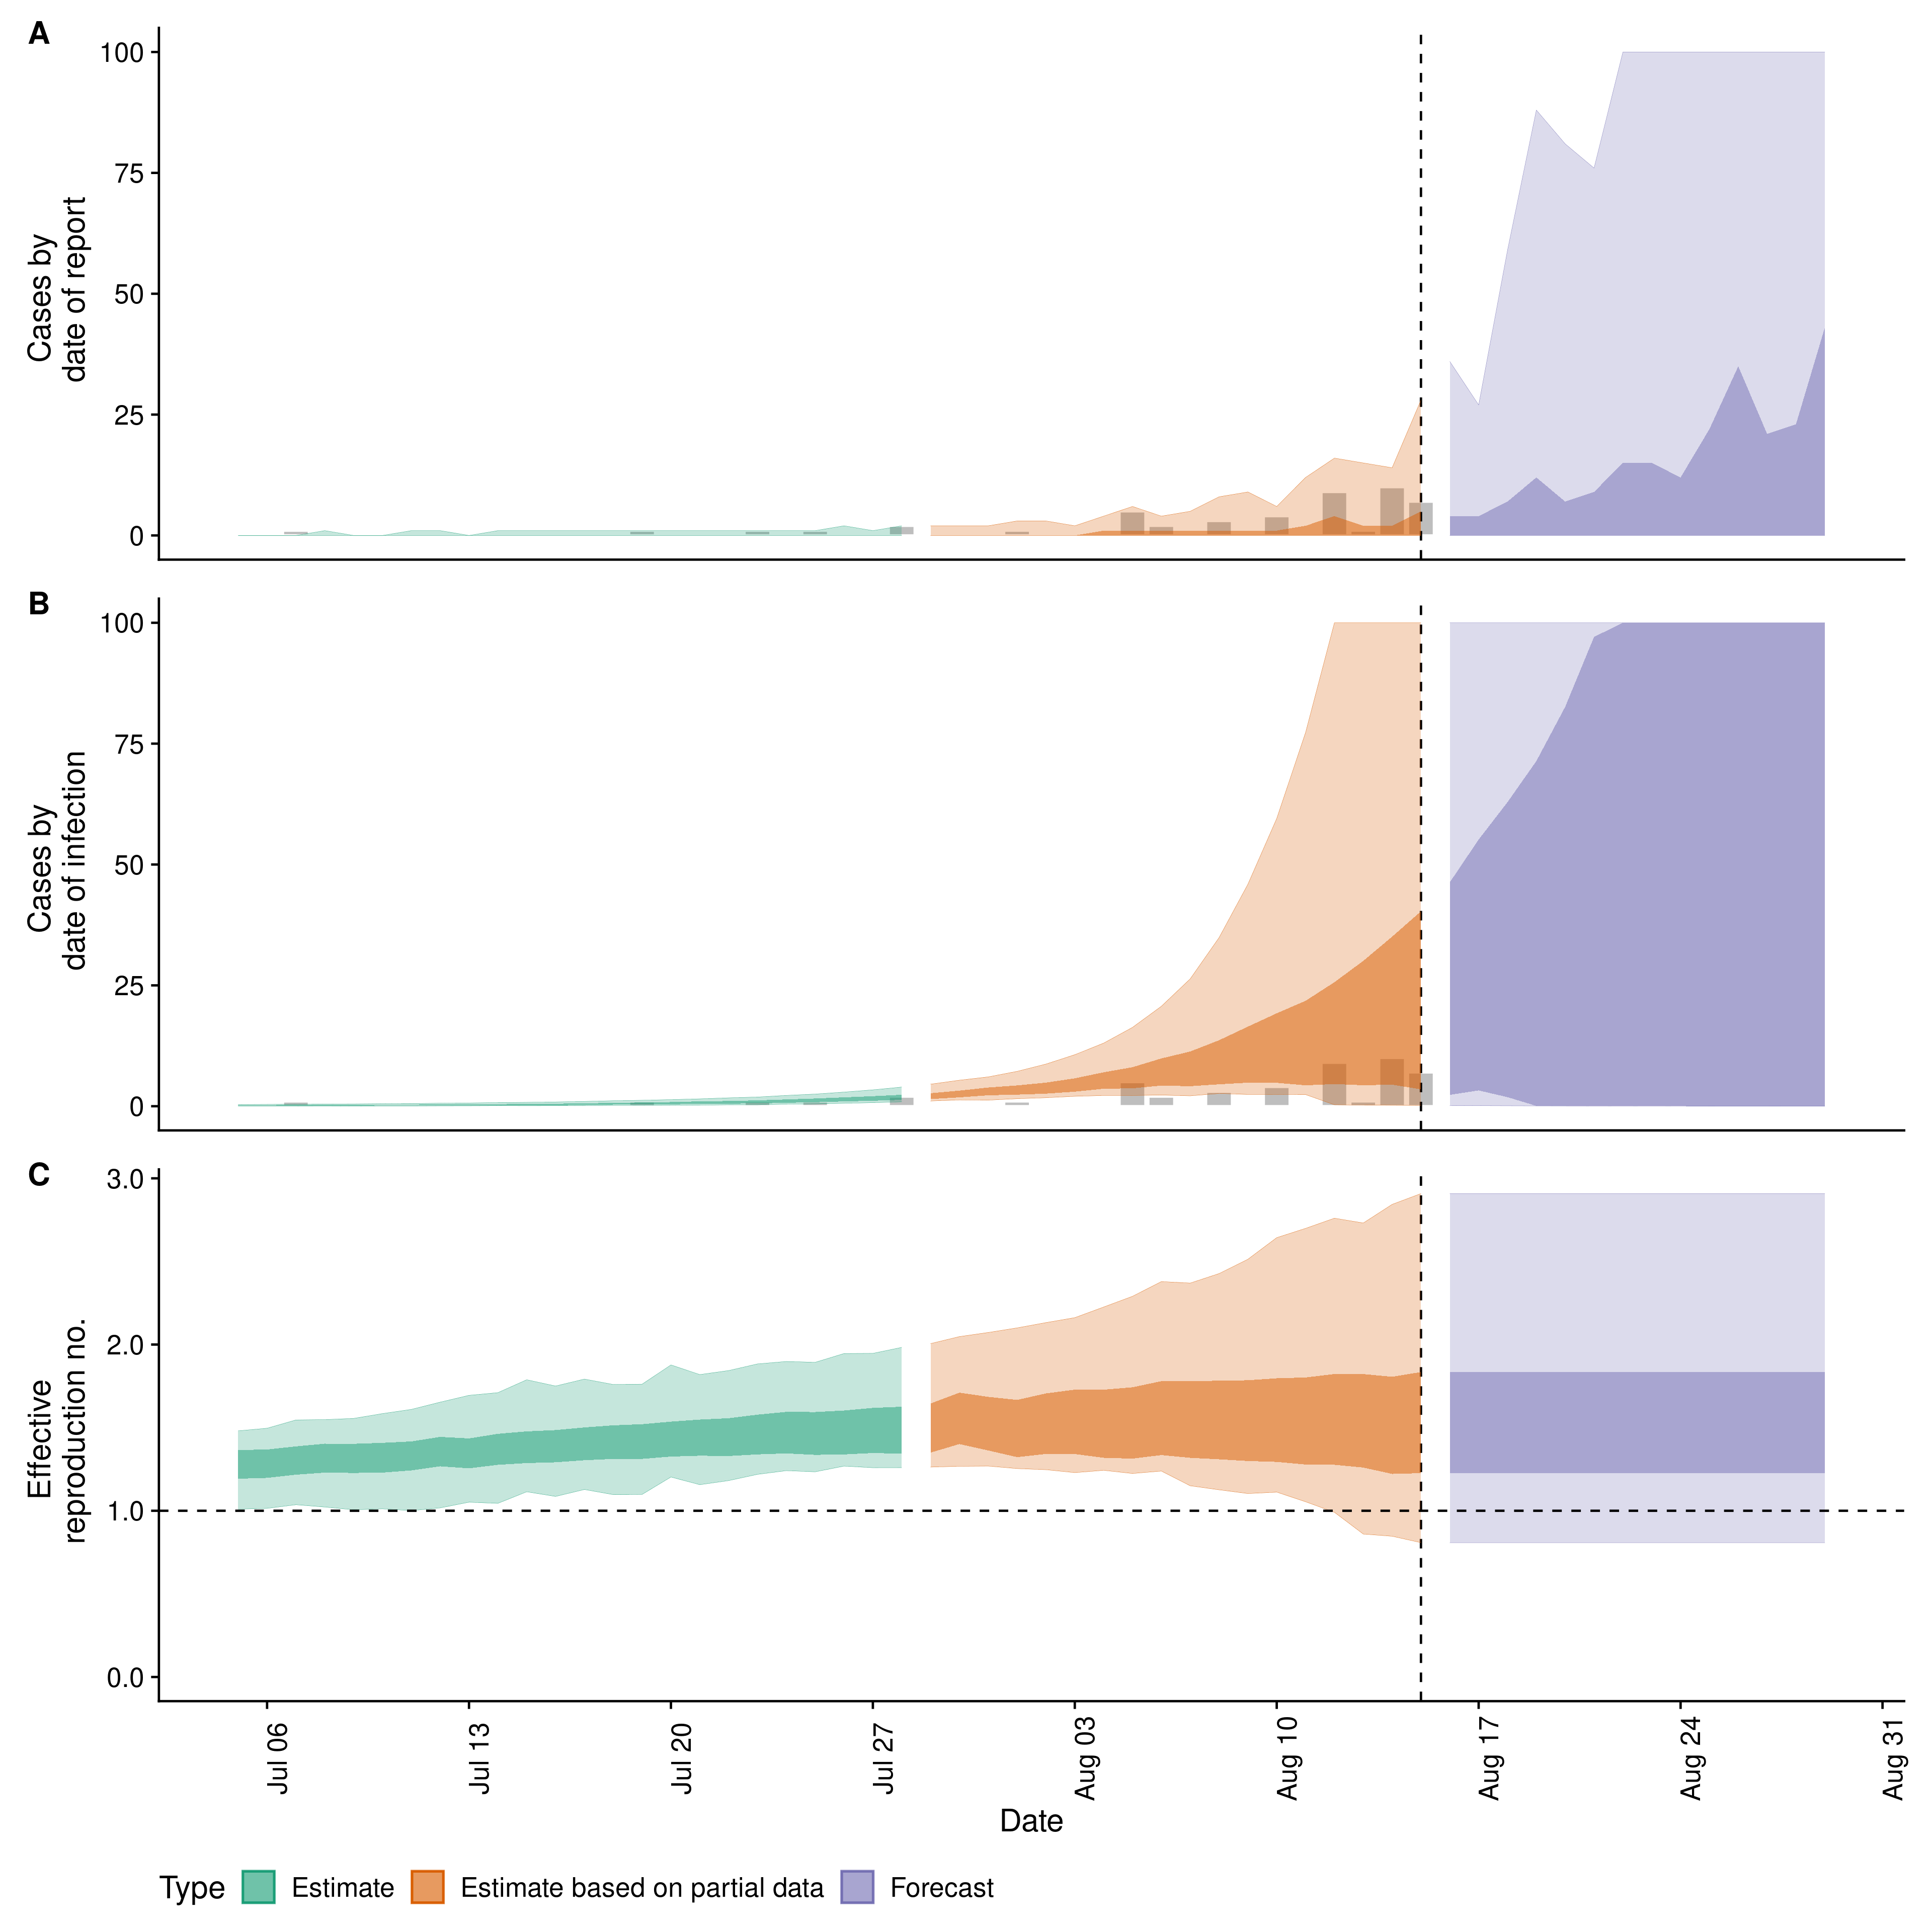 A
100
75
50
25
0
Cases by
date of report
B
100
75
50
25
0
Cases by
date of infection
C
3.0
2.0
1.0
0.0
Effective
reproduction no.
Jul 06
Jul 13
Jul 20
Jul 27
Aug 03
Aug 10
Aug 17
Aug 24
Aug 31
Date
Type Estimate Estimate based on partial data Forecast